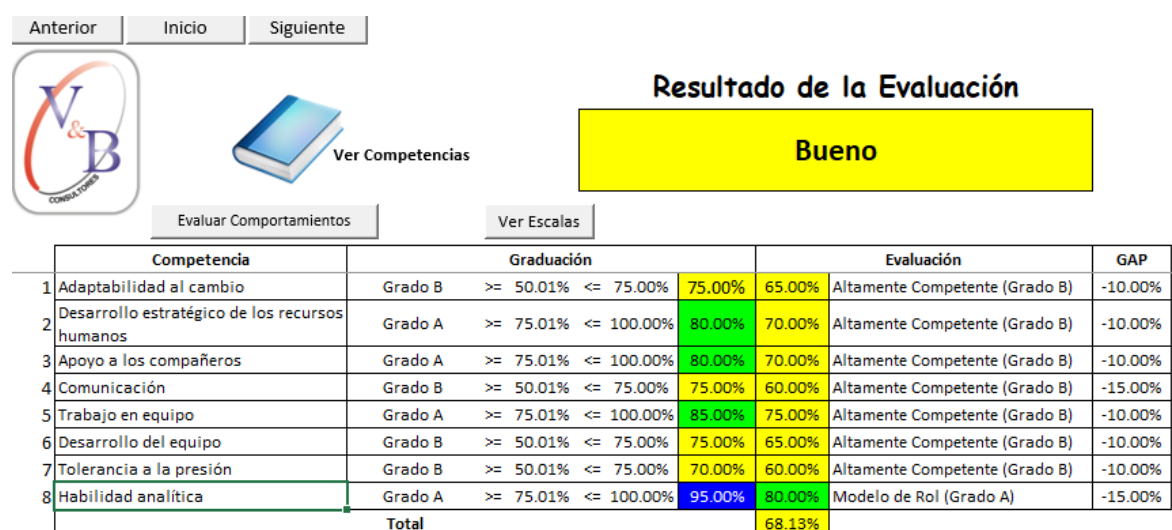 Anterior Inicio Siguiente
V&B
CONSULTORES
Ver Competencias
Resultado de la Evaluación
Bueno
Evaluar Comportamientos Ver Escalas
Competencia Graduación Evaluación GAP
1 Adaptabilidad al cambio Grado B >= 50.01% <= 75.00% 75.00% 65.00% Altamente Competente (Grado B) -10.00%
2 Desarrollo estratégico de los recursos
humanos Grado A >= 75.01% <= 100.00% 80.00% 70.00% Altamente Competente (Grado B) -10.00%
3 Apoyo a los compañeros Grado A >= 75.01% <= 100.00% 80.00% 70.00% Altamente Competente (Grado B) -10.00%
4 Comunicación Grado B >= 50.01% <= 75.00% 75.00% 60.00% Altamente Competente (Grado B) -15.00%
5 Trabajo en equipo Grado A >= 75.01% <= 100.00% 85.00% 75.00% Altamente Competente (Grado B) -10.00%
6 Desarrollo del equipo Grado B >= 50.01% <= 75.00% 75.00% 65.00% Altamente Competente (Grado B) -10.00%
7 Tolerancia a la presión Grado B >= 50.01% <= 75.00% 70.00% 60.00% Altamente Competente (Grado B) -10.00%
8 Habilidad analítica Grado A >= 75.01% <= 100.00% 95.00% 80.00% Modelo de Rol (Grado A) -15.00%
Total 68.13%